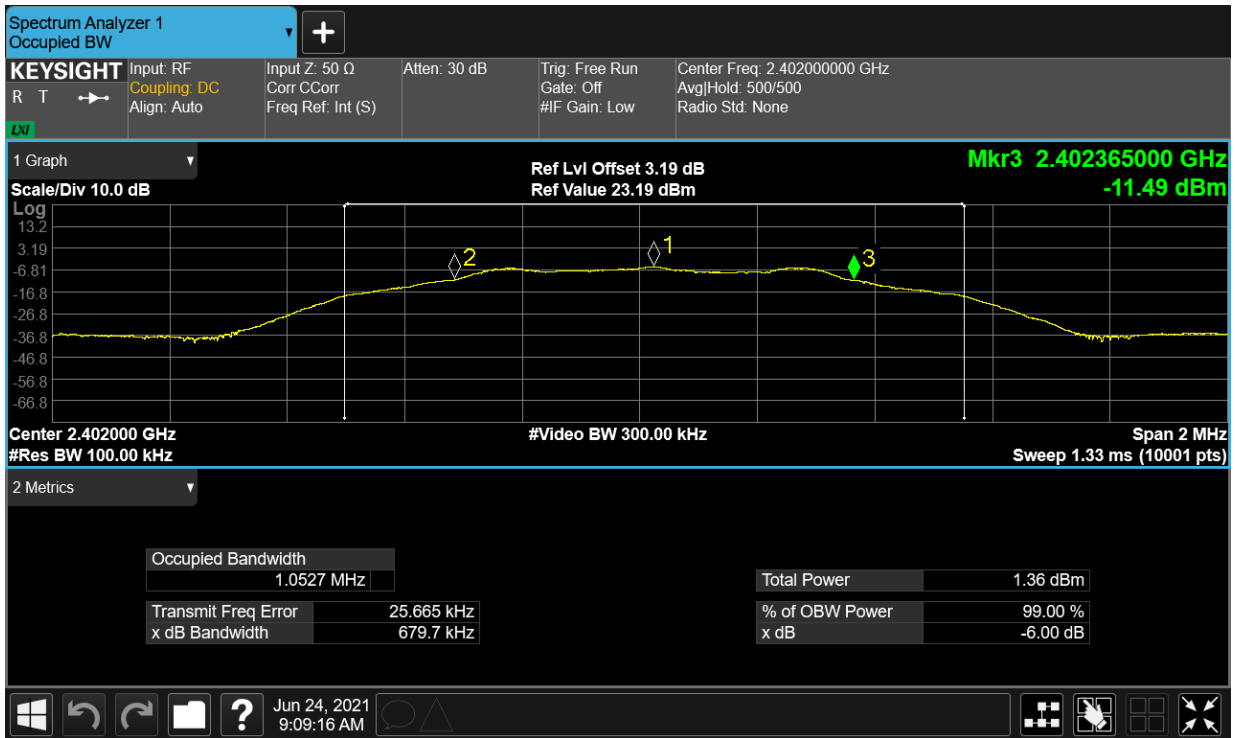 Spectrum Analyzer 1
Occupied BW
KEYSIGHT
R T
LXI
Input: RF
Coupling: DC
Align: Auto
Input Z: 50 Ω
Corr CCorr
Freq Ref: Int (S)
Atten: 30 dB
Trig: Free Run
Gate: Off
#IF Gain: Low
Center Freq: 2.402000000 GHz
Avg|Hold: 500/500
Radio Std: None
1 Graph
Scale/Div 10.0 dB
Ref Lvl Offset 3.19 dB
Ref Value 23.19 dBm
Mkr3 2.402365000 GHz
-11.49 dBm
Log
13.2
3.19
-6.81
-16.8
-26.8
-36.8
-46.8
-56.8
-66.8
2
1
3
Center 2.402000 GHz
#Video BW 300.00 kHz
Span 2 MHz
#Res BW 100.00 kHz
Sweep 1.33 ms (10001 pts)
2 Metrics
Occupied Bandwidth
1.0527 MHz
Transmit Freq Error 25.665 kHz
x dB Bandwidth 679.7 kHz
Total Power 1.36 dBm
% of OBW Power 99.00 %
x dB -6.00 dB
?
Jun 24, 2021
9:09:16 AM